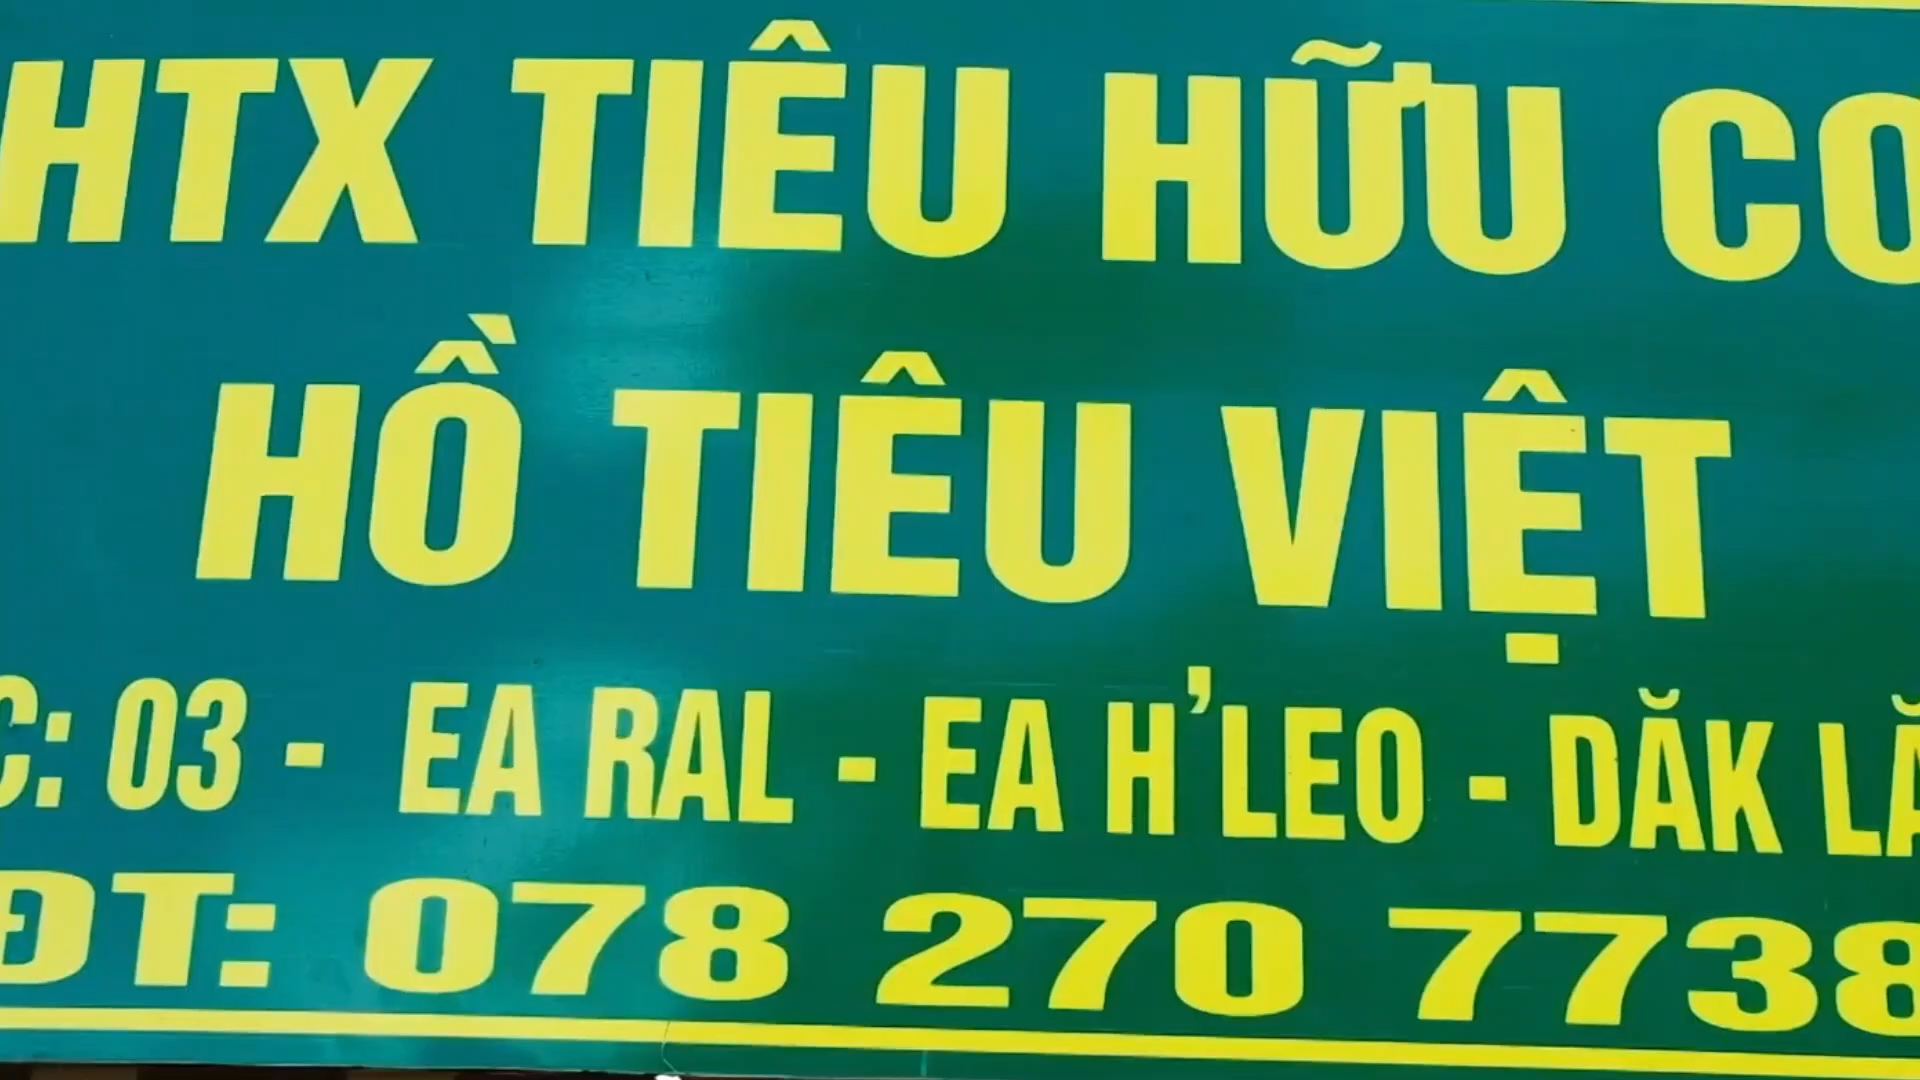 HTX TIÊU HỮU CƠ
HỒ TIÊU VIỆT
C: 03 - EA RAL - EA H'LEO - DĂK LĂ
ĐT: 078 270 7738